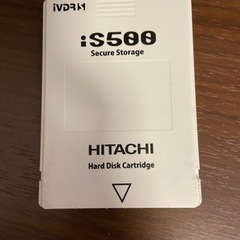 iVDR-S
iS500
Secure Storage
HITACHI
Hard Disk Cartridge